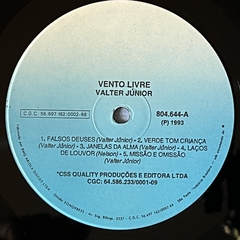 VENTO LIVRE
VALTER JÚNIOR
C.G.C. 56.697.162/0002-68
804.644-A
(P) 1993
1. FALSOS DEUSES (Valter Júnior) - 2. VERDE TOM CRIANÇA
(Valter Júnior) - 3. JANELAS DA ALMA (Valter Júnior) - 4. LAÇOS
DE LOUVOR (Nelson) - 5. MISSÃO E OMISSÃO
(Valter Júnior)
"CSS QUALITY PRODUÇÕES E EDITORA LTDA
CGC: 64.586.233/0001-09